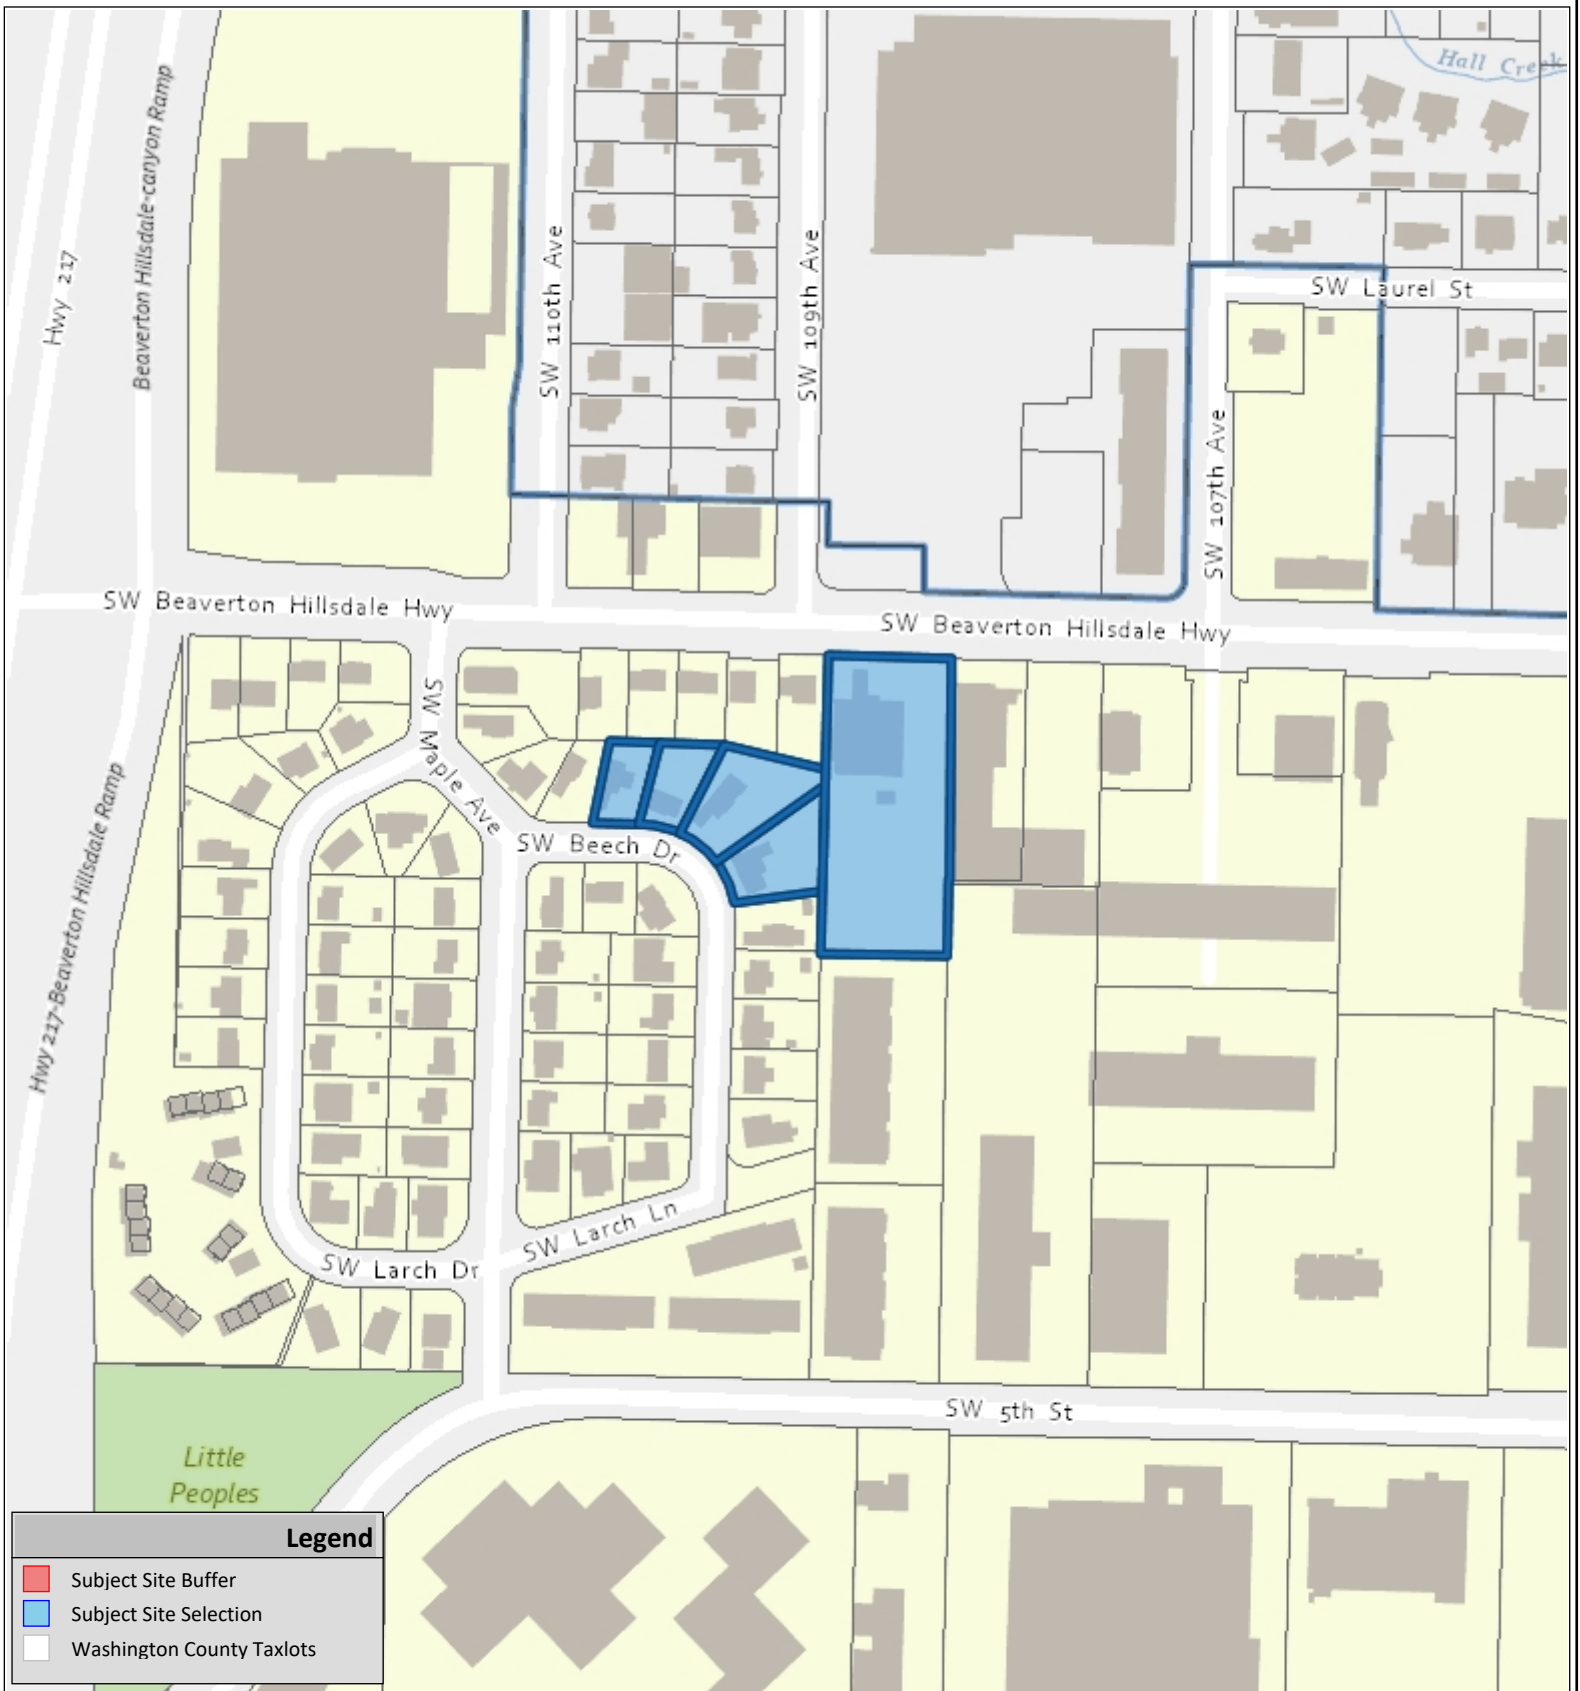 Hall Creek
Beaverton Hillsdale-canyon Ramp
Hwy 217
SW 110th Ave
SW 109th Ave
SW Laurel St
SW 107th Ave
SW Beaverton Hillsdale Hwy
SW Beaverton Hillsdale Hwy
SW Maple Ave
Hwy 217-Beaverton Hillsdale Ramp
SW Beech Dr
SW Larch Ln
SW Larch Dr
SW 5th St
Little
Peoples
Legend
Subject Site Buffer
Subject Site Selection
Washington County Taxlots